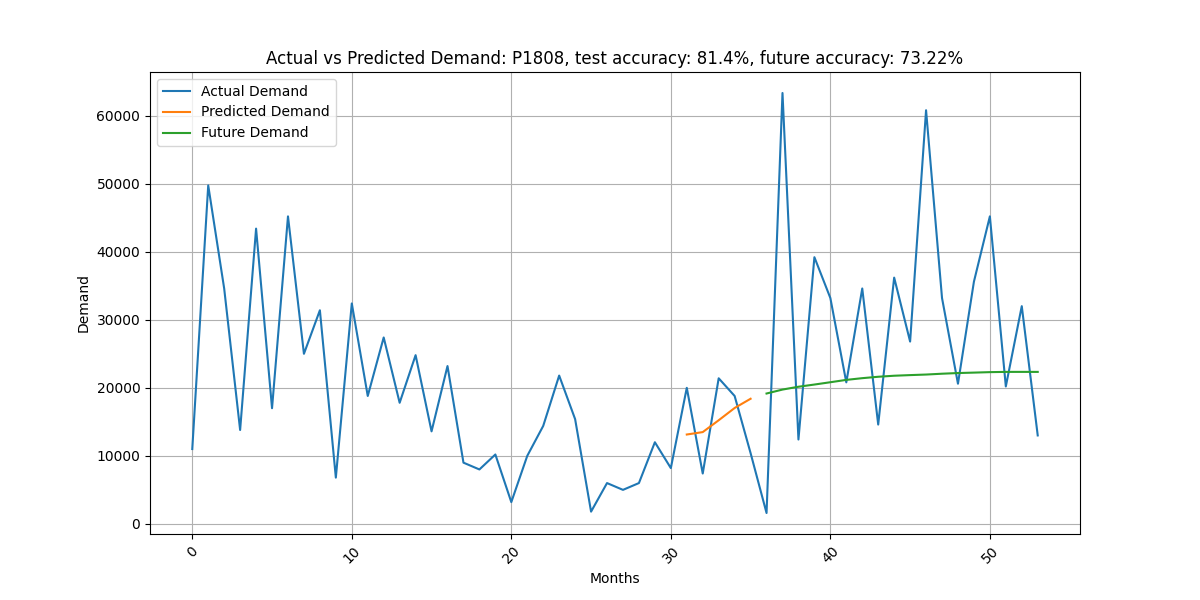 Actual vs Predicted Demand: P1808, test accuracy: 81.4%, future accuracy: 73.22%
Actual Demand
Predicted Demand
Future Demand
60000
50000
40000
30000
20000
10000
0
Demand
0 10 20 30 40 50
Months